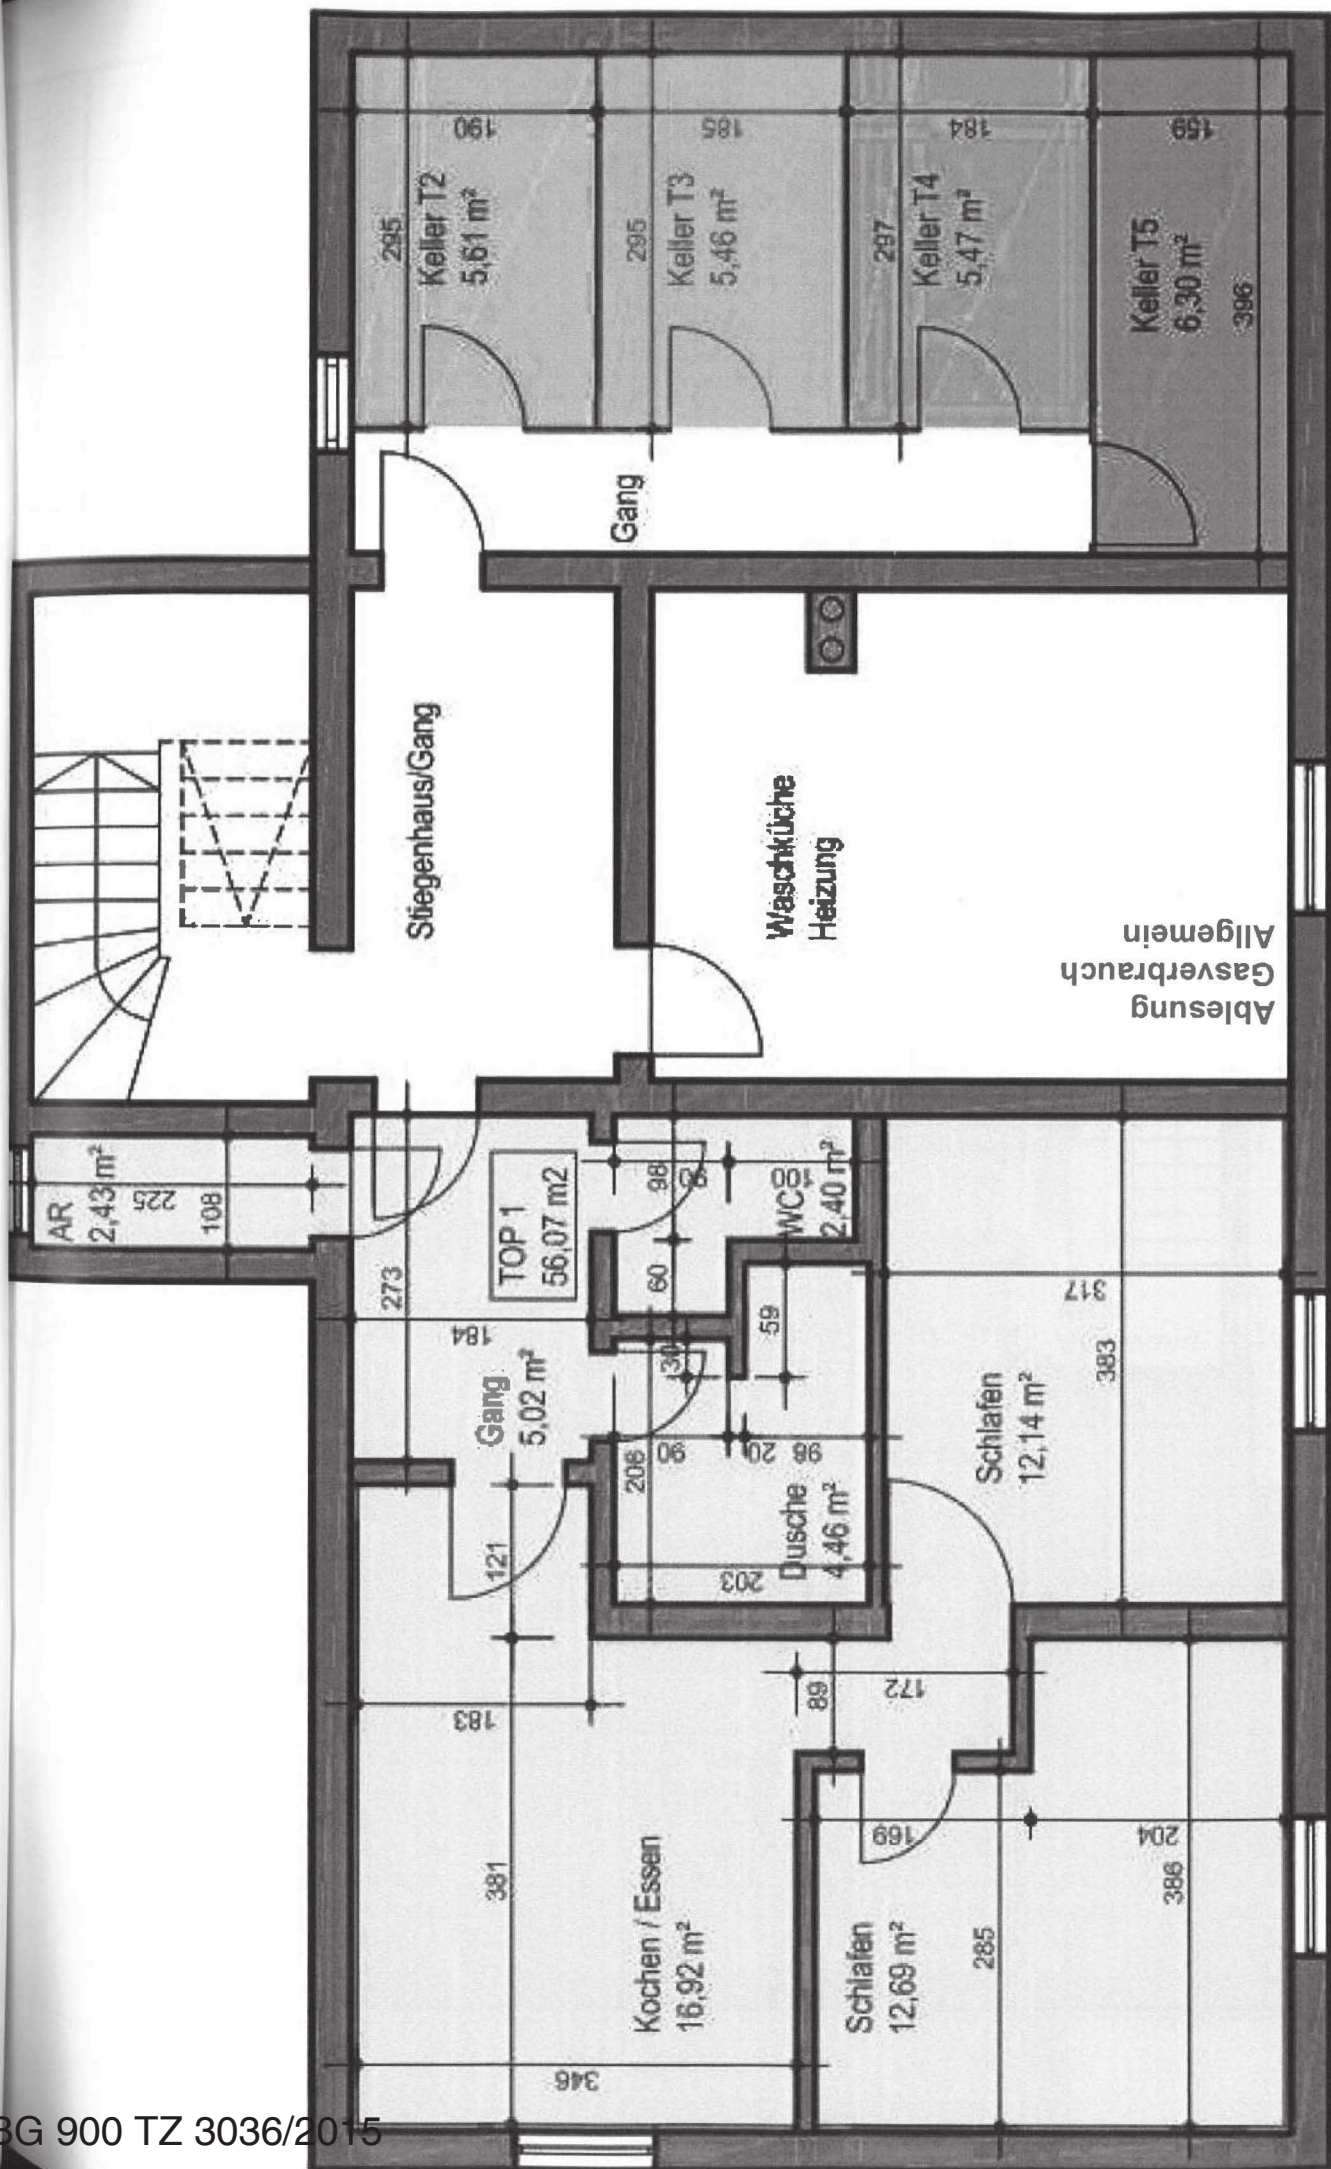 190
295
Keller T2
5,61 m²
185
295
Keller T3
5,46 m²
184
297
Keller T4
5,47 m²
159
Keller T5
6,30 m²
396
Gang
Stiegenhaus/Gang
Waschküche
Heizung
Ablesung
Gasverbrauch
Allgemein
AR
2,43 m²
225
108
273
184
TOP 1
56,07 m2
Gang
5,02 m²
98
90
100
WC
2,40 m²
60
59
30
206
90
20
98
203
Dusche
4,46 m²
317
383
Schlafen
12,14 m²
121
183
381
Kochen / Essen
16,92 m²
346
89
172
169
204
285
386
Schlafen
12,69 m²
BG 900 TZ 3036/2015